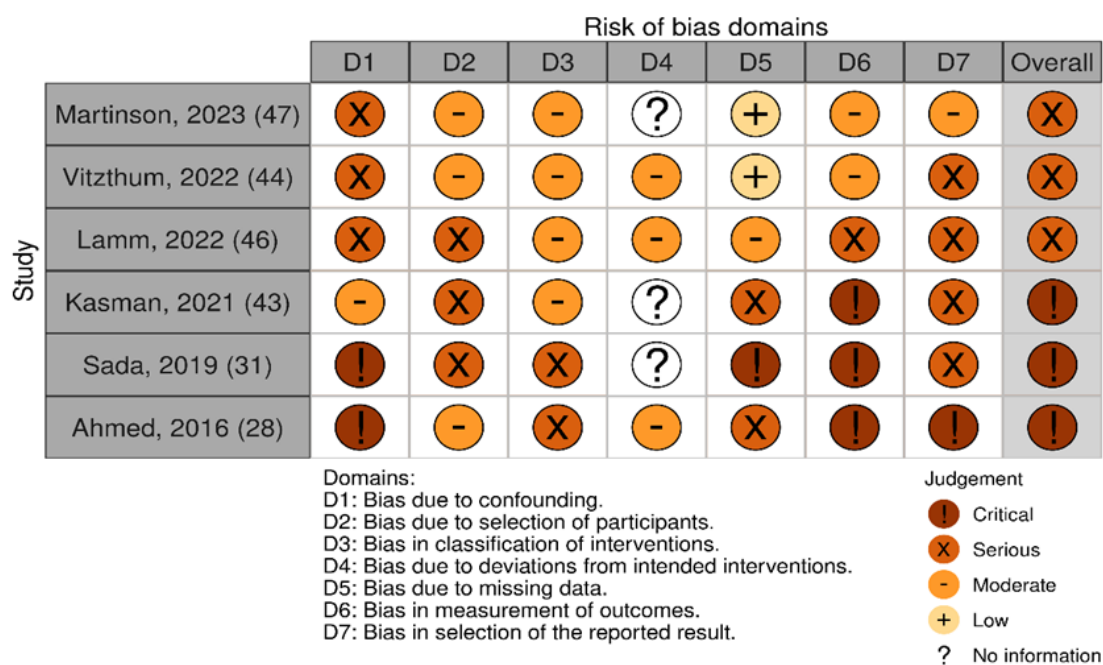 Risk of bias domains
D1 D2 D3 D4 D5 D6 D7 Overall
Study
Martinson, 2023 (47) X - - ? + - - X
Vitzthum, 2022 (44) X - - - + - X X
Lamm, 2022 (46) X X - - - X X X
Kasman, 2021 (43) - X - ? X ! X !
Sada, 2019 (31) ! X X ? ! ! X !
Ahmed, 2016 (28) ! - X - X ! ! !
Domains:
D1: Bias due to confounding.
D2: Bias due to selection of participants.
D3: Bias in classification of interventions.
D4: Bias due to deviations from intended interventions.
D5: Bias due to missing data.
D6: Bias in measurement of outcomes.
D7: Bias in selection of the reported result.
Judgement
! Critical
X Serious
- Moderate
+ Low
? No information